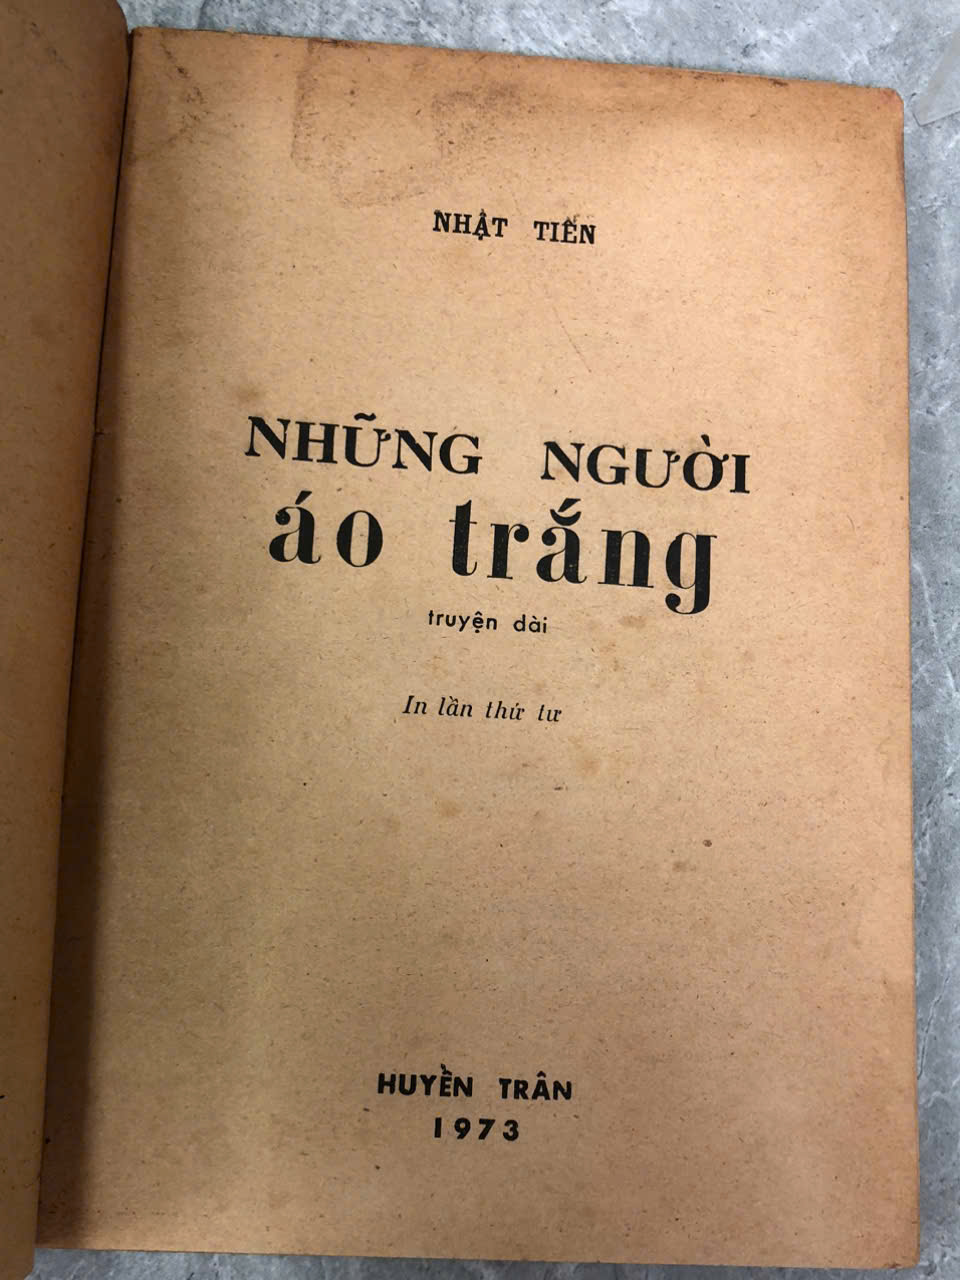 NHẬT TIẾN
NHỮNG NGƯỜI
áo trắng
truyện dài
In lần thứ tư
HUYỀN TRÂN
1973